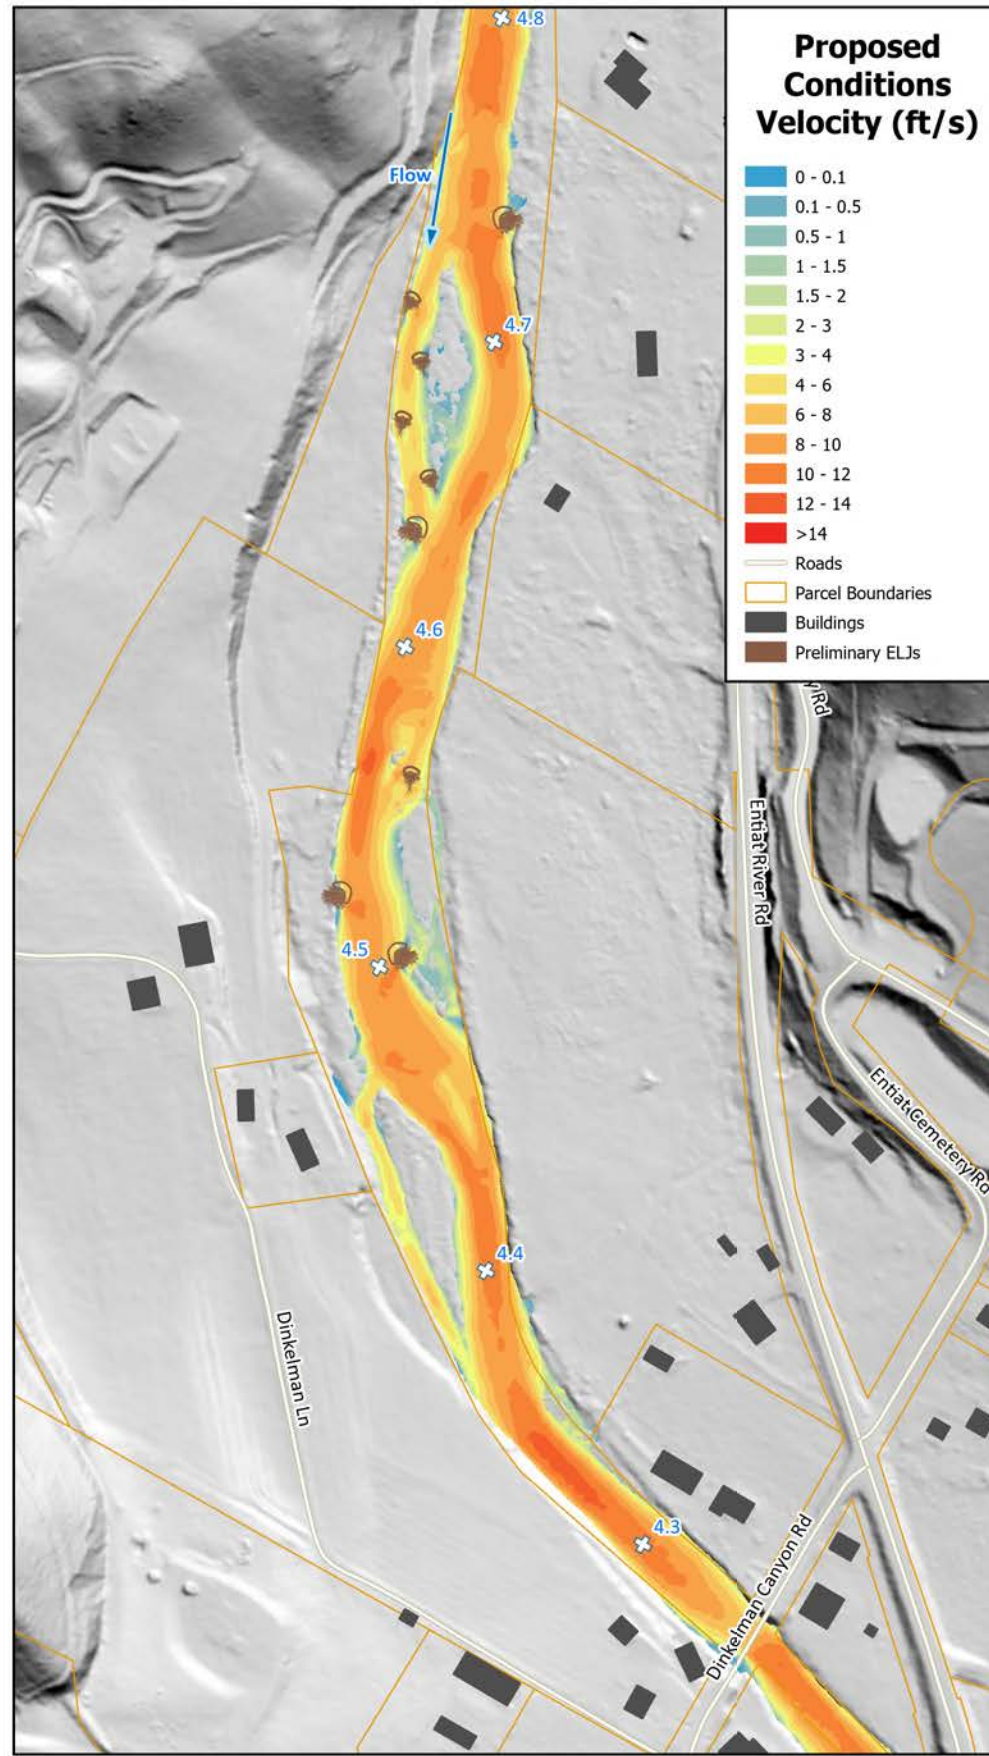 Proposed
Conditions
Velocity (ft/s)
0 - 0.1
0.1 - 0.5
0.5 - 1
1 - 1.5
1.5 - 2
2 - 3
3 - 4
4 - 6
6 - 8
8 - 10
10 - 12
12 - 14
>14
Roads
Parcel Boundaries
Buildings
Preliminary ELJs
4.8
Flow
4.7
4.6
y Rd
Entiat River Rd
4.5
Entiat Cemetery Rd
4.4
Dinkelman Ln
4.3
Dinkelman Canyon Rd